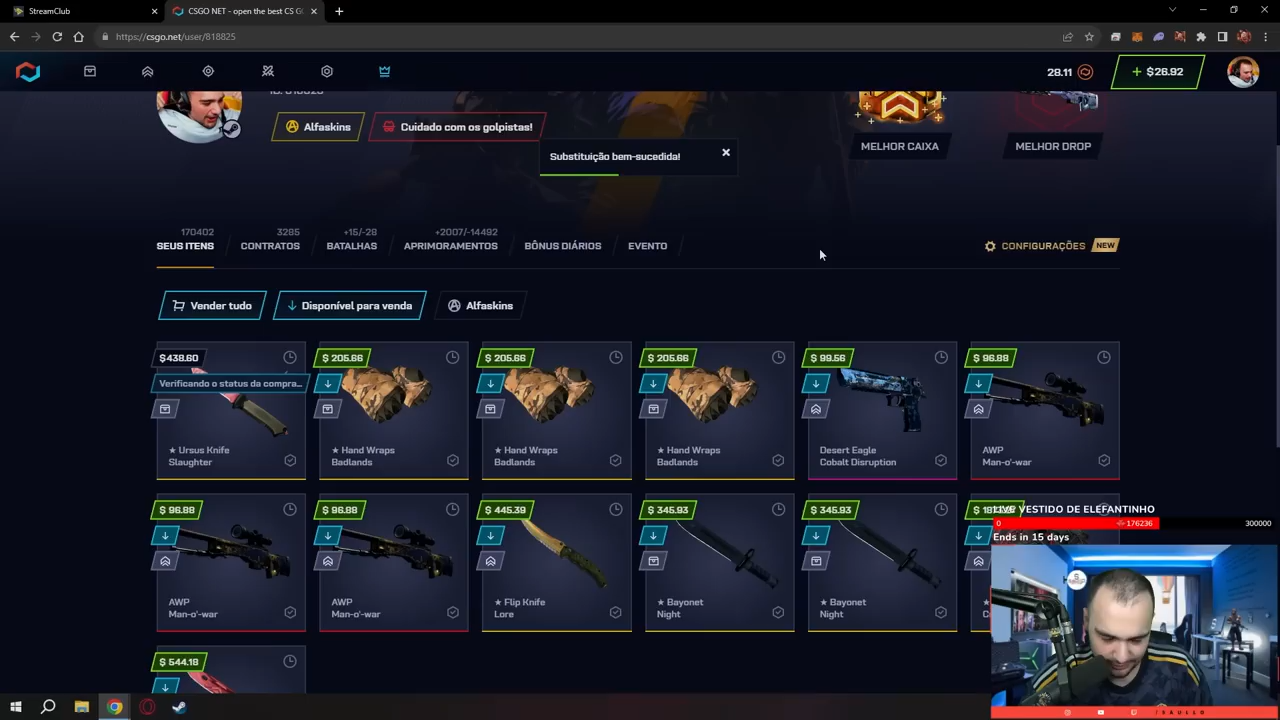 StreamClub
CSGO NET - open the best CS G
https://csgo.net/user/818825
28.11
+ $26.92
Alfaskins
Cuidado com os golpistas!
Substituição bem-sucedida!
MELHOR CAIXA
MELHOR DROP
170402
SEUS ITENS
3285
CONTRATOS
+15/-28
BATALHAS
+2007/-14492
APRIMORAMENTOS
BÔNUS DIÁRIOS
EVENTO
CONFIGURAÇÕES
NEW
Vender tudo
Disponível para venda
Alfaskins
$438.60
Verificando o status da compra...
★ Ursus Knife
Slaughter
$ 205.66
★ Hand Wraps
Badlands
$ 205.66
★ Hand Wraps
Badlands
$ 205.66
★ Hand Wraps
Badlands
$ 99.56
Desert Eagle
Cobalt Disruption
$ 96.88
AWP
Man-o'-war
$ 96.88
AWP
Man-o'-war
$ 96.88
AWP
Man-o'-war
$ 445.39
★ Flip Knife
Lore
$ 345.93
★ Bayonet
Night
$ 345.93
★ Bayonet
Night
VESTIDO DE ELEFANTINHO
0
176236
300000
Ends in 15 days
$ 544.18
/ S A U L L O